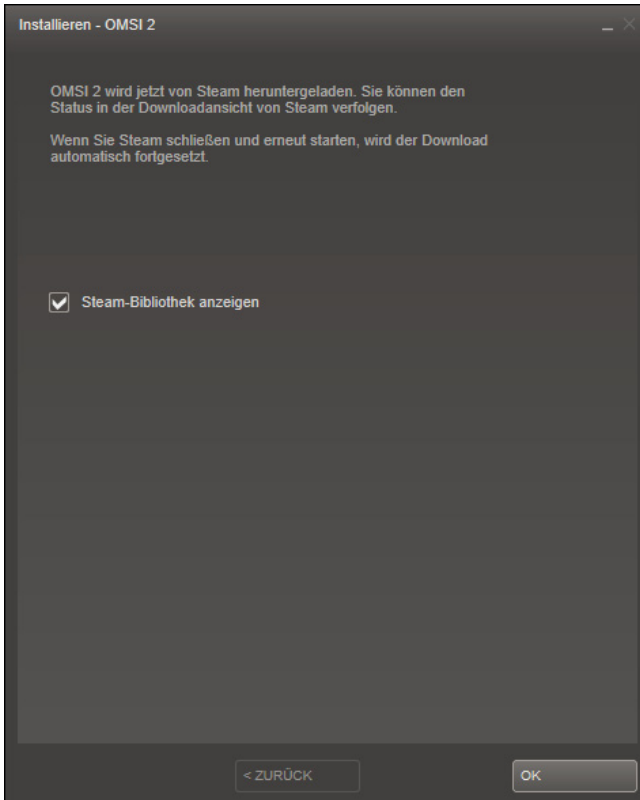 Installieren - OMSI 2
OMSI 2 wird jetzt von Steam heruntergeladen. Sie können den
Status in der Downloadansicht von Steam verfolgen.
Wenn Sie Steam schließen und erneut starten, wird der Download
automatisch fortgesetzt.
Steam-Bibliothek anzeigen
< ZURÜCK
OK